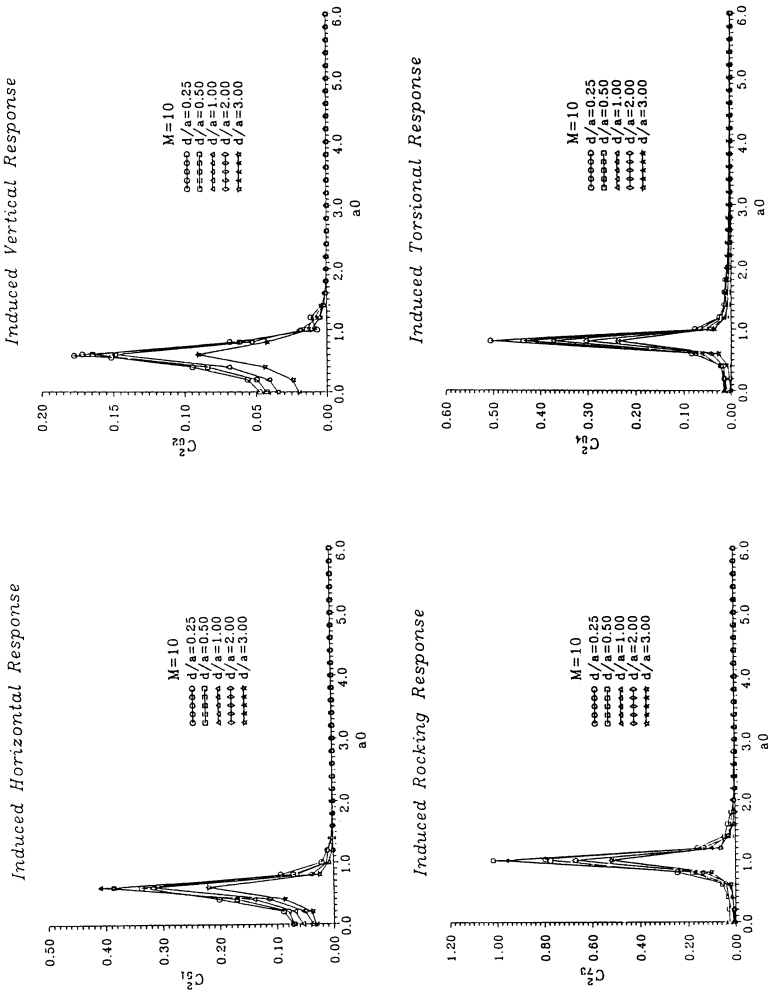 Induced Horizontal Response
0.50
0.40
0.30
0.20
0.10
0.00
C²₅₁
M=10
d/a=0.25
d/a=0.50
d/a=1.00
d/a=2.00
d/a=3.00
0.0 1.0 2.0 3.0 4.0 5.0 6.0
a0
Induced Vertical Response
0.20
0.15
0.10
0.05
0.00
M=10
d/a=0.25
d/a=0.50
d/a=1.00
d/a=2.00
d/a=3.00
0.0 1.0 2.0 3.0 4.0 5.0 6.0
a0
Induced Rocking Response
1.20
1.00
0.80
0.60
0.40
0.20
0.00
C²₇₃
M=10
d/a=0.25
d/a=0.50
d/a=1.00
d/a=2.00
d/a=3.00
0.0 1.0 2.0 3.0 4.0 5.0 6.0
a0
Induced Torsional Response
0.60
0.50
0.40
0.30
0.20
0.10
0.00
M=10
d/a=0.25
d/a=0.50
d/a=1.00
d/a=2.00
d/a=3.00
0.0 1.0 2.0 3.0 4.0 5.0 6.0
a0